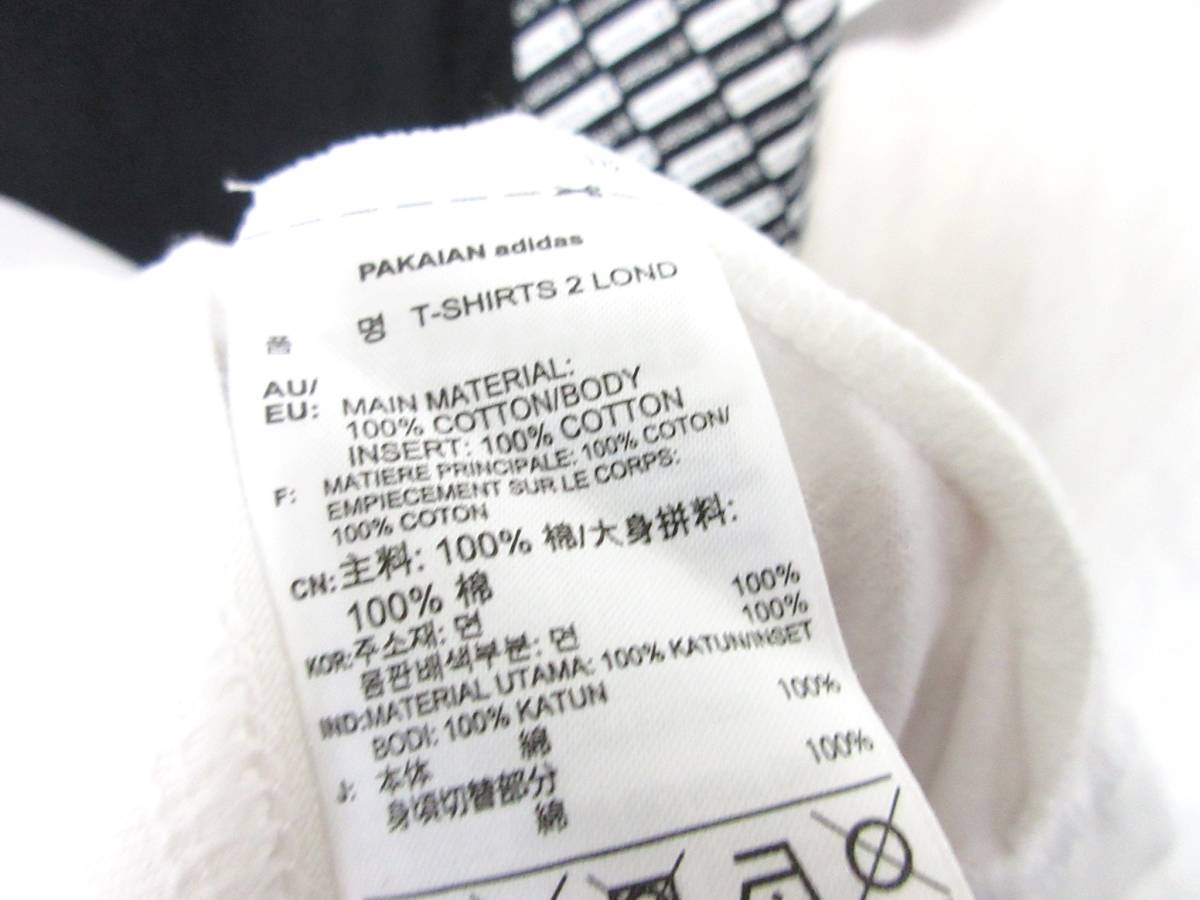 PAKAIAN adidas
품 명 T-SHIRTS 2 LOND
AU/
EU: MAIN MATERIAL:
100% COTTON/BODY
INSERT: 100% COTTON
F: MATIERE PRINCIPALE: 100% COTON/
EMPIECEMENT SUR LE CORPS:
100% COTON
CN:主料: 100% 棉/大身拼料:
100% 棉
KOR:주소재: 면 100%
몸판배색부분: 면 100%
IND:MATERIAL UTAMA: 100% KATUN/INSET
BODI: 100% KATUN
J: 本体 綿 100%
身頃切替部分
綿 100%